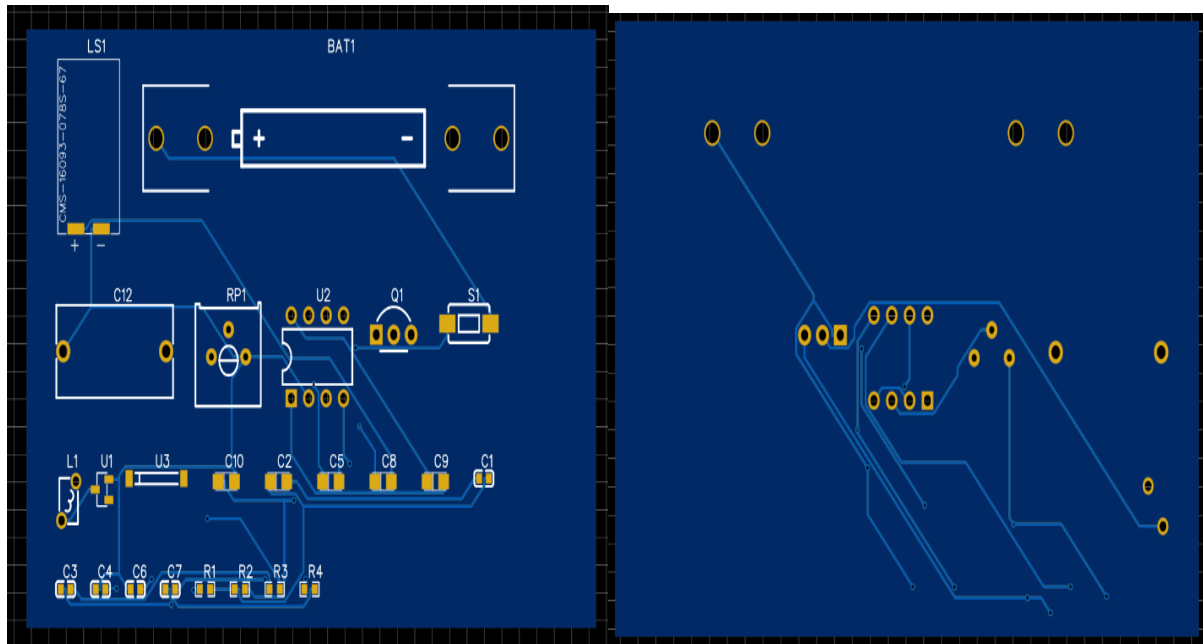 LS1
BAT1
CMS-16093-078S-67
+ -
+ -
C12
RP1
U2
Q1
S1
L1
U1
U3
C10
C2
C5
C8
C9
C1
C3
C4
C6
C7
R1
R2
R3
R4